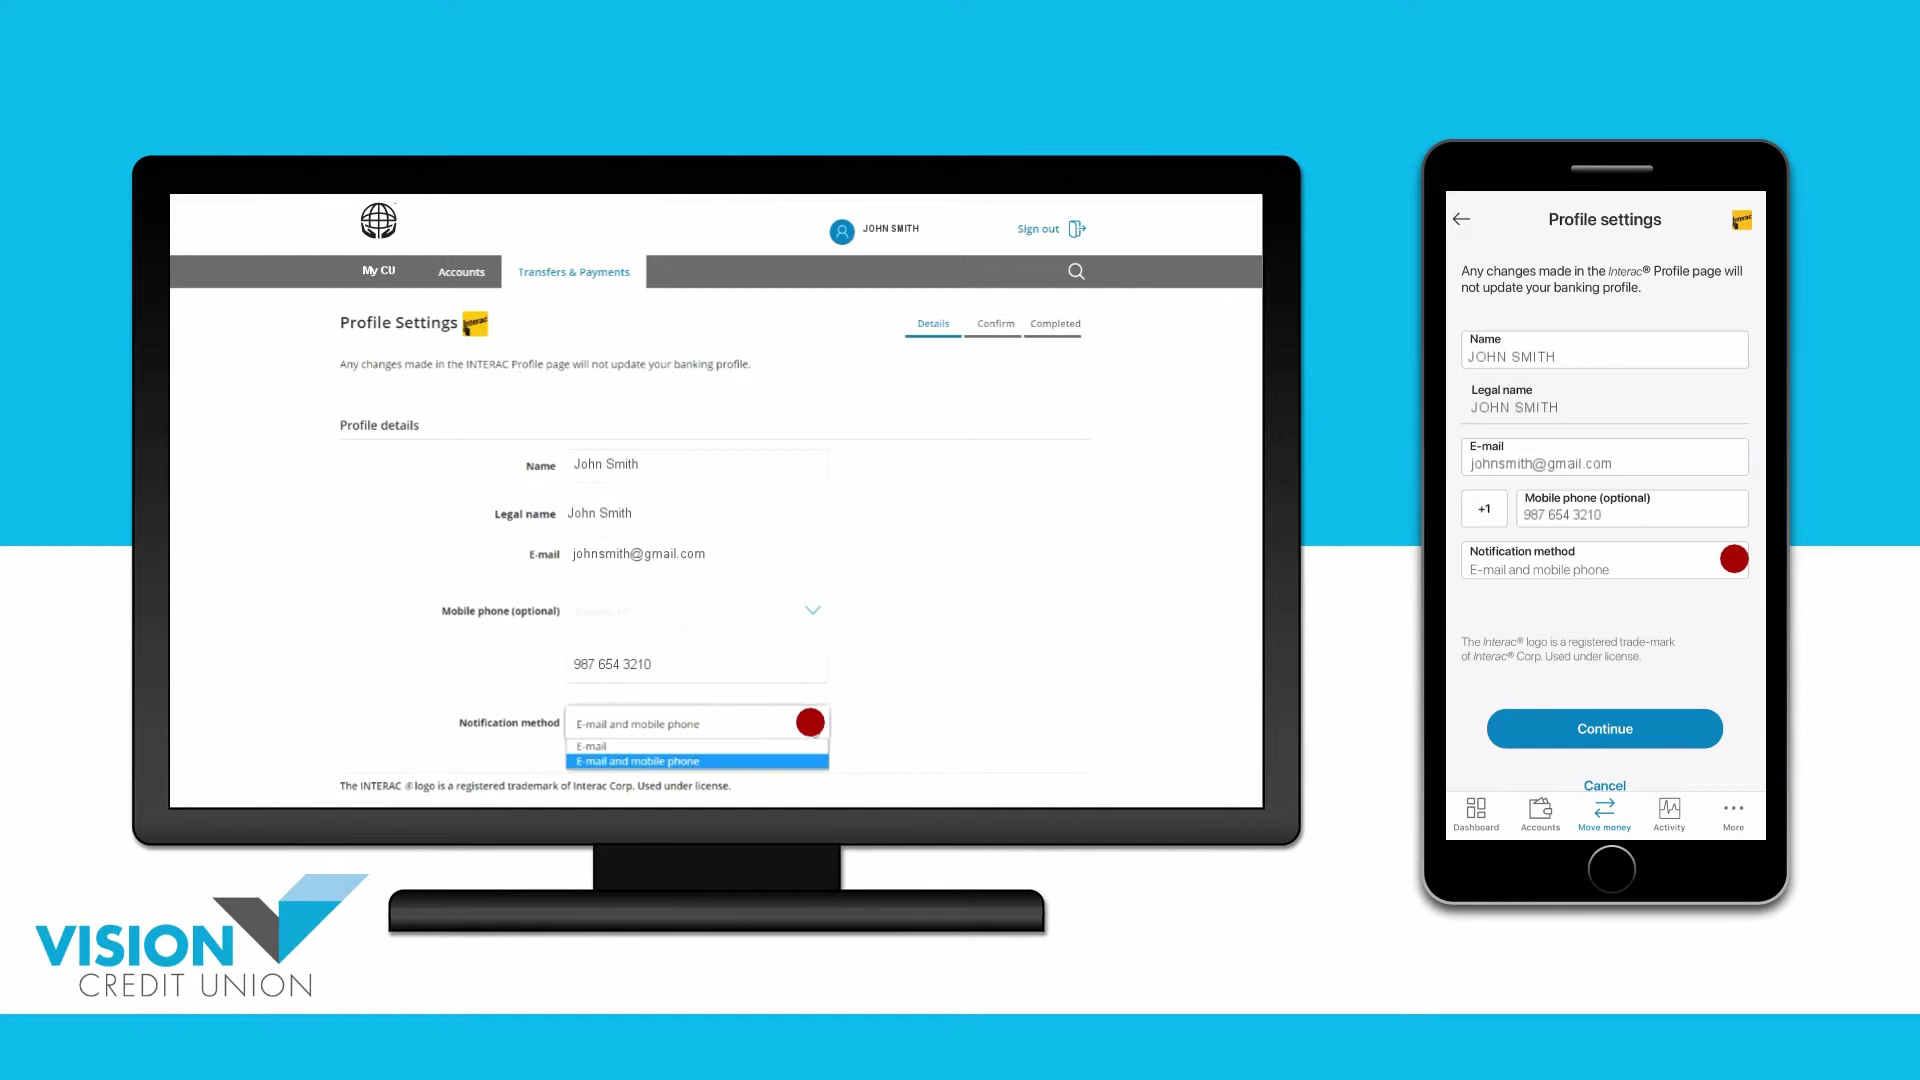 JOHN SMITH
Sign out
My CU
Accounts
Transfers & Payments
Profile Settings
Interac
Details
Confirm
Completed
Any changes made in the INTERAC Profile page will not update your banking profile.
Profile details
Name
John Smith
Legal name
John Smith
E-mail
johnsmith@gmail.com
Mobile phone (optional)
987 654 3210
Notification method
E-mail and mobile phone
E-mail
E-mail and mobile phone
The INTERAC ® logo is a registered trademark of Interac Corp. Used under license.
Profile settings
Interac
Any changes made in the Interac® Profile page will
not update your banking profile.
Name
JOHN SMITH
Legal name
JOHN SMITH
E-mail
johnsmith@gmail.com
+1
Mobile phone (optional)
987 654 3210
Notification method
E-mail and mobile phone
The Interac® logo is a registered trade-mark
of Interac® Corp. Used under license.
Continue
Cancel
Dashboard
Accounts
Move money
Activity
More
VISION
CREDIT UNION